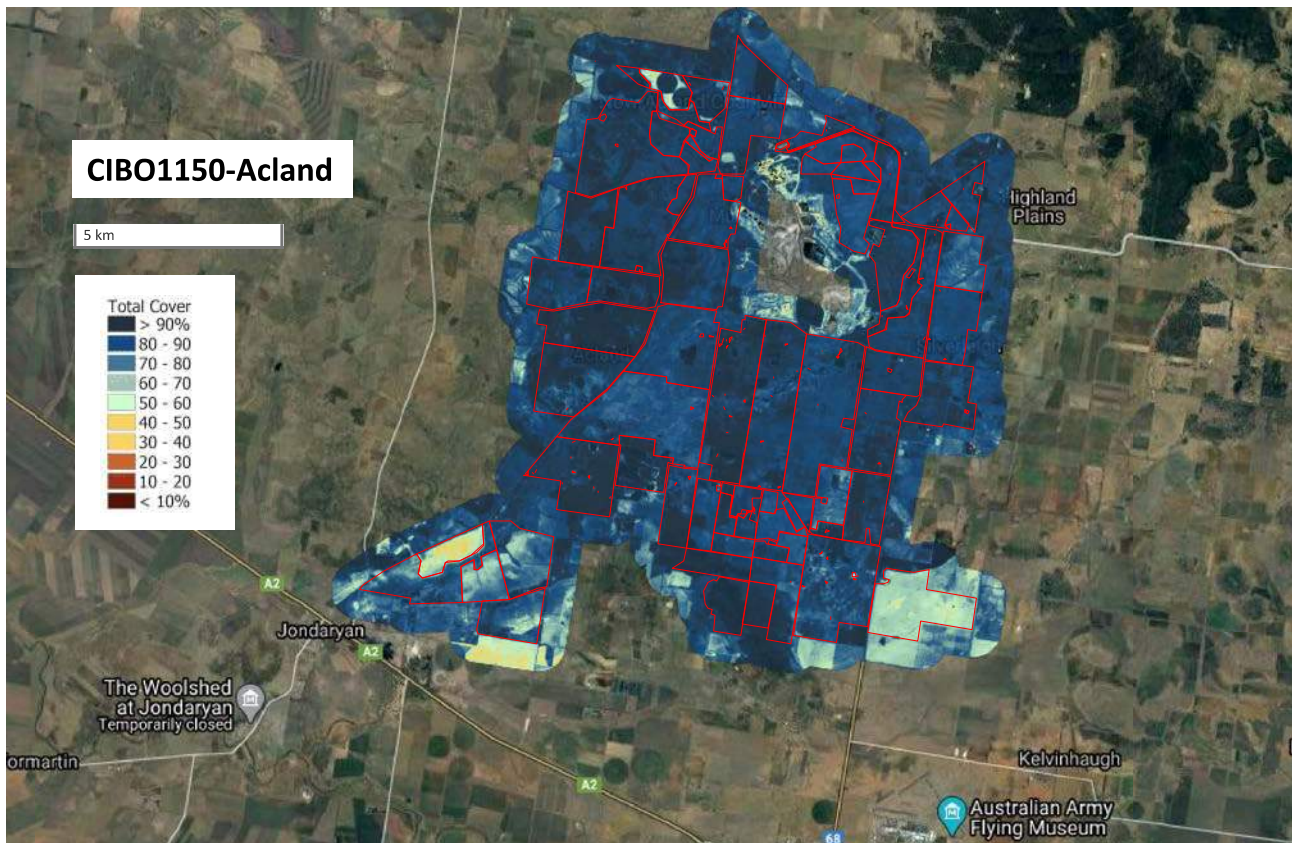 CIBO1150-Acland
5 km
Total Cover
> 90%
80 - 90
70 - 80
60 - 70
50 - 60
40 - 50
30 - 40
20 - 30
10 - 20
< 10%
Highland
Plains
A2
Jondaryan
A2
The Woolshed
at Jondaryan
Temporarily closed
ormartin
A2
Kelvinhaugh
Australian Army
Flying Museum
68